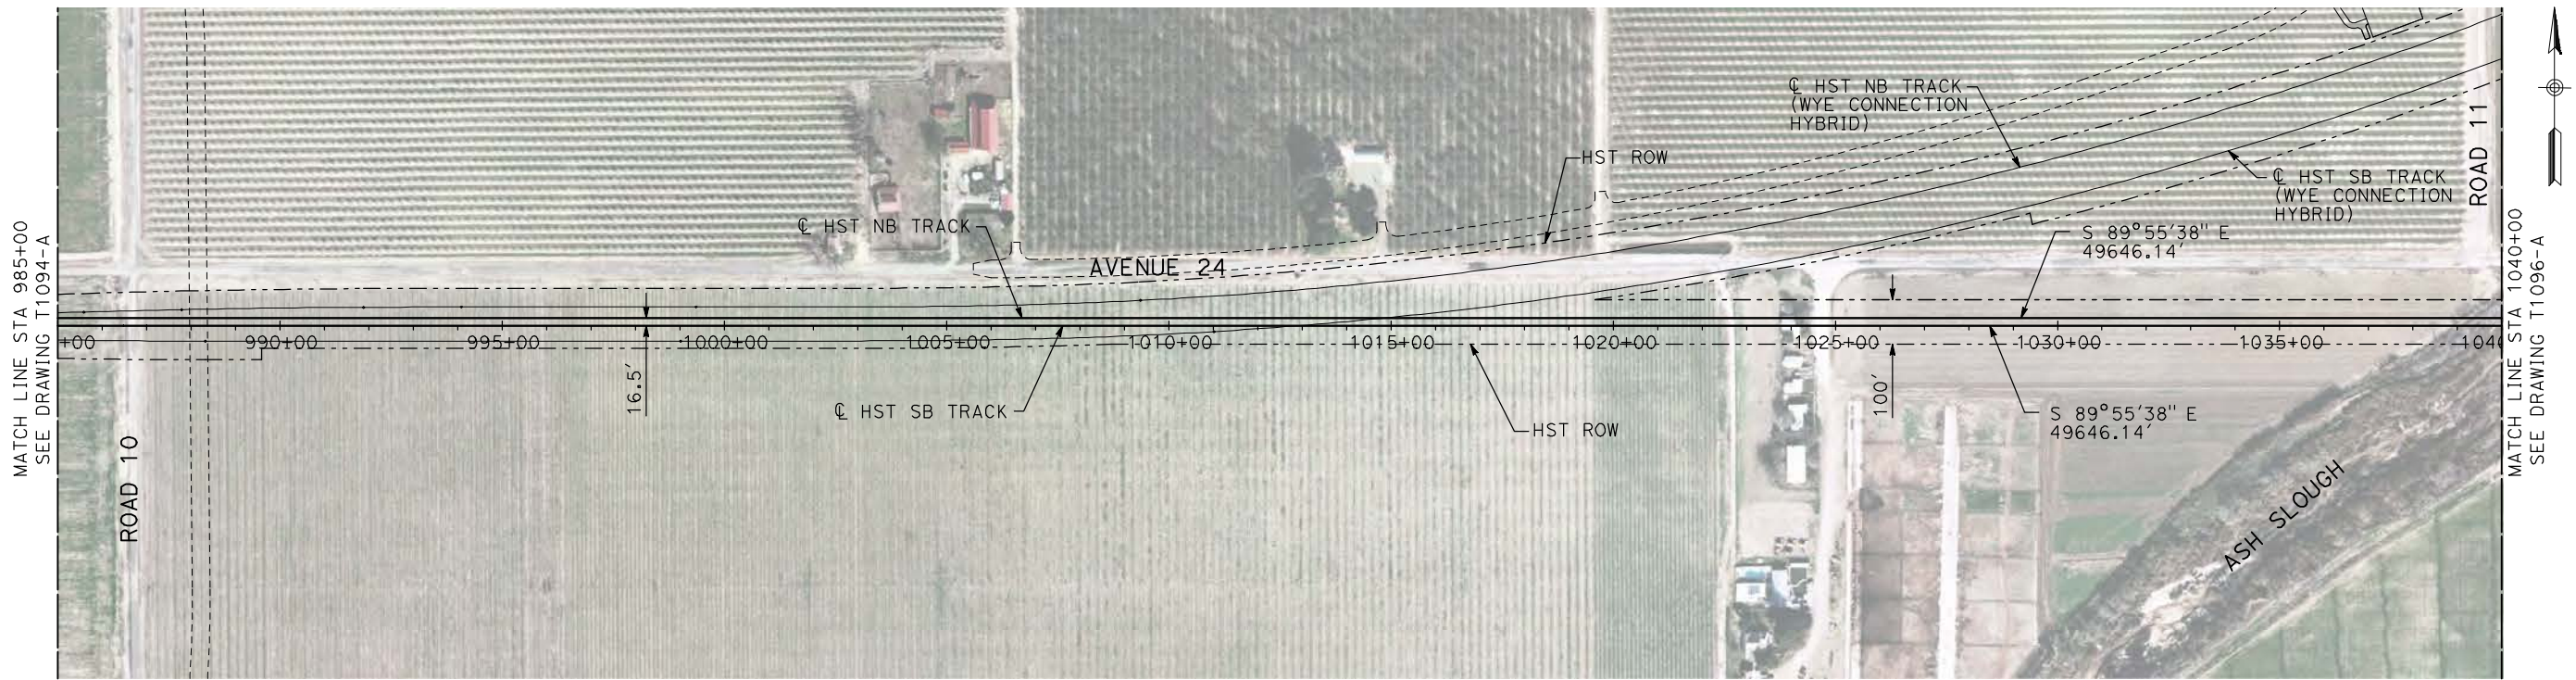 MATCH LINE STA 985+00
SEE DRAWING T1094-A
℄ HST NB TRACK
(WYE CONNECTION
HYBRID)
HST ROW
ROAD 11
℄ HST SB TRACK
(WYE CONNECTION
HYBRID)
℄ HST NB TRACK
S 89°55'38" E
49646.14'
AVENUE 24
+00
990+00
995+00
1000+00
1005+00
1010+00
1015+00
1020+00
1025+00
1030+00
1035+00
1040
16.5'
100'
℄ HST SB TRACK
HST ROW
S 89°55'38" E
49646.14'
ROAD 10
ASH SLOUGH
MATCH LINE STA 1040+00
SEE DRAWING T1096-A